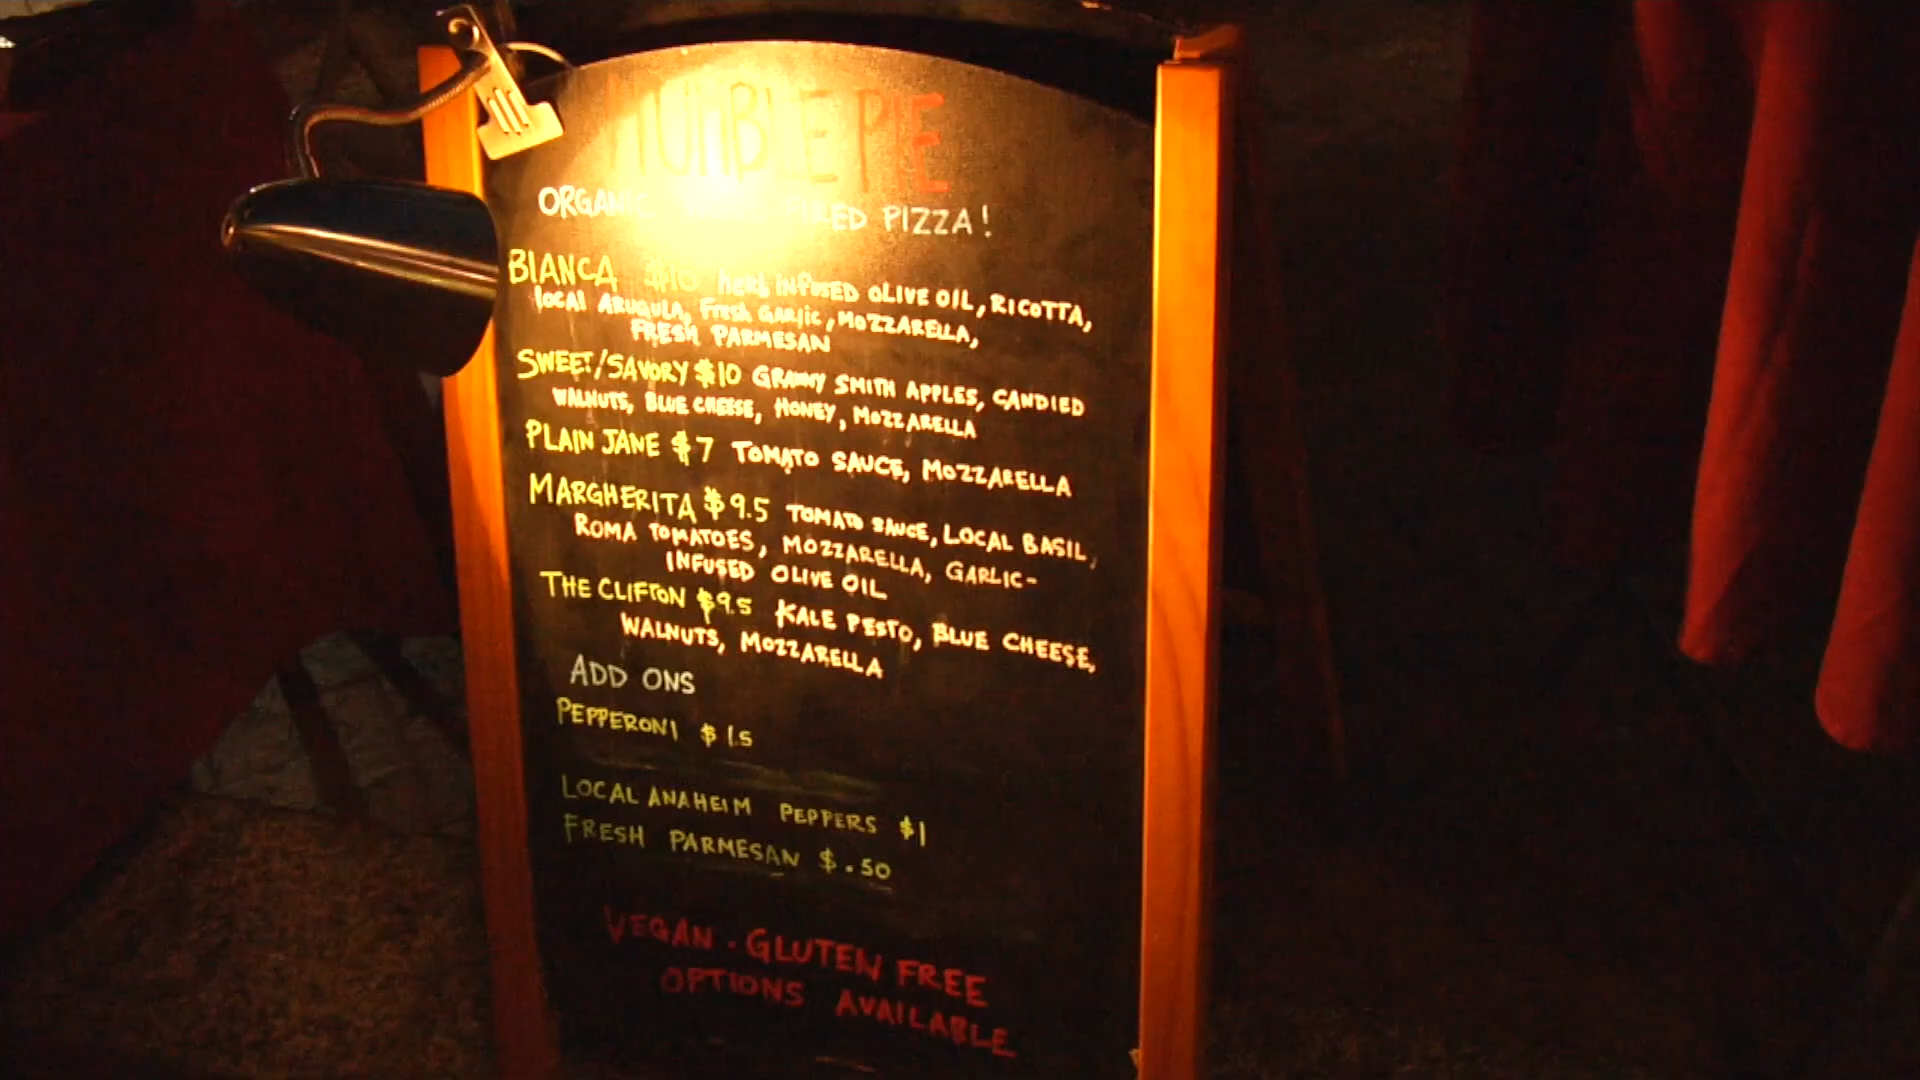 HUMBLE PIE
ORGANIC FIRED PIZZA!
BIANCA $10 herb INFUSED OLIVE OIL, RICOTTA,
local ARUGULA, Fresh GARlic, MOZZARELLA,
FRESH PARMESAN
SWEET/SAVORY $10 GRANNY SMITH APPLES, CANDIED
WALNUTS, BLUE CHEESE, HONEY, MOZZARELLA
PLAIN JANE $7 TOMATO SAUCE, MOZZARELLA
MARGHERITA $9.5 TOMATO SAUCE, LOCAL BASIL,
ROMA TOMATOES, MOZZARELLA, GARLIC-
INFUSED OLIVE OIL
THE CLIFTON $9.5 KALE PESTO, BLUE CHEESE,
WALNUTS, MOZZARELLA
ADD ONS
PEPPERONI $1.5
LOCAL ANAHEIM PEPPERS $1
FRESH PARMESAN $.50
VEGAN . GLUTEN FREE
OPTIONS AVAILABLE